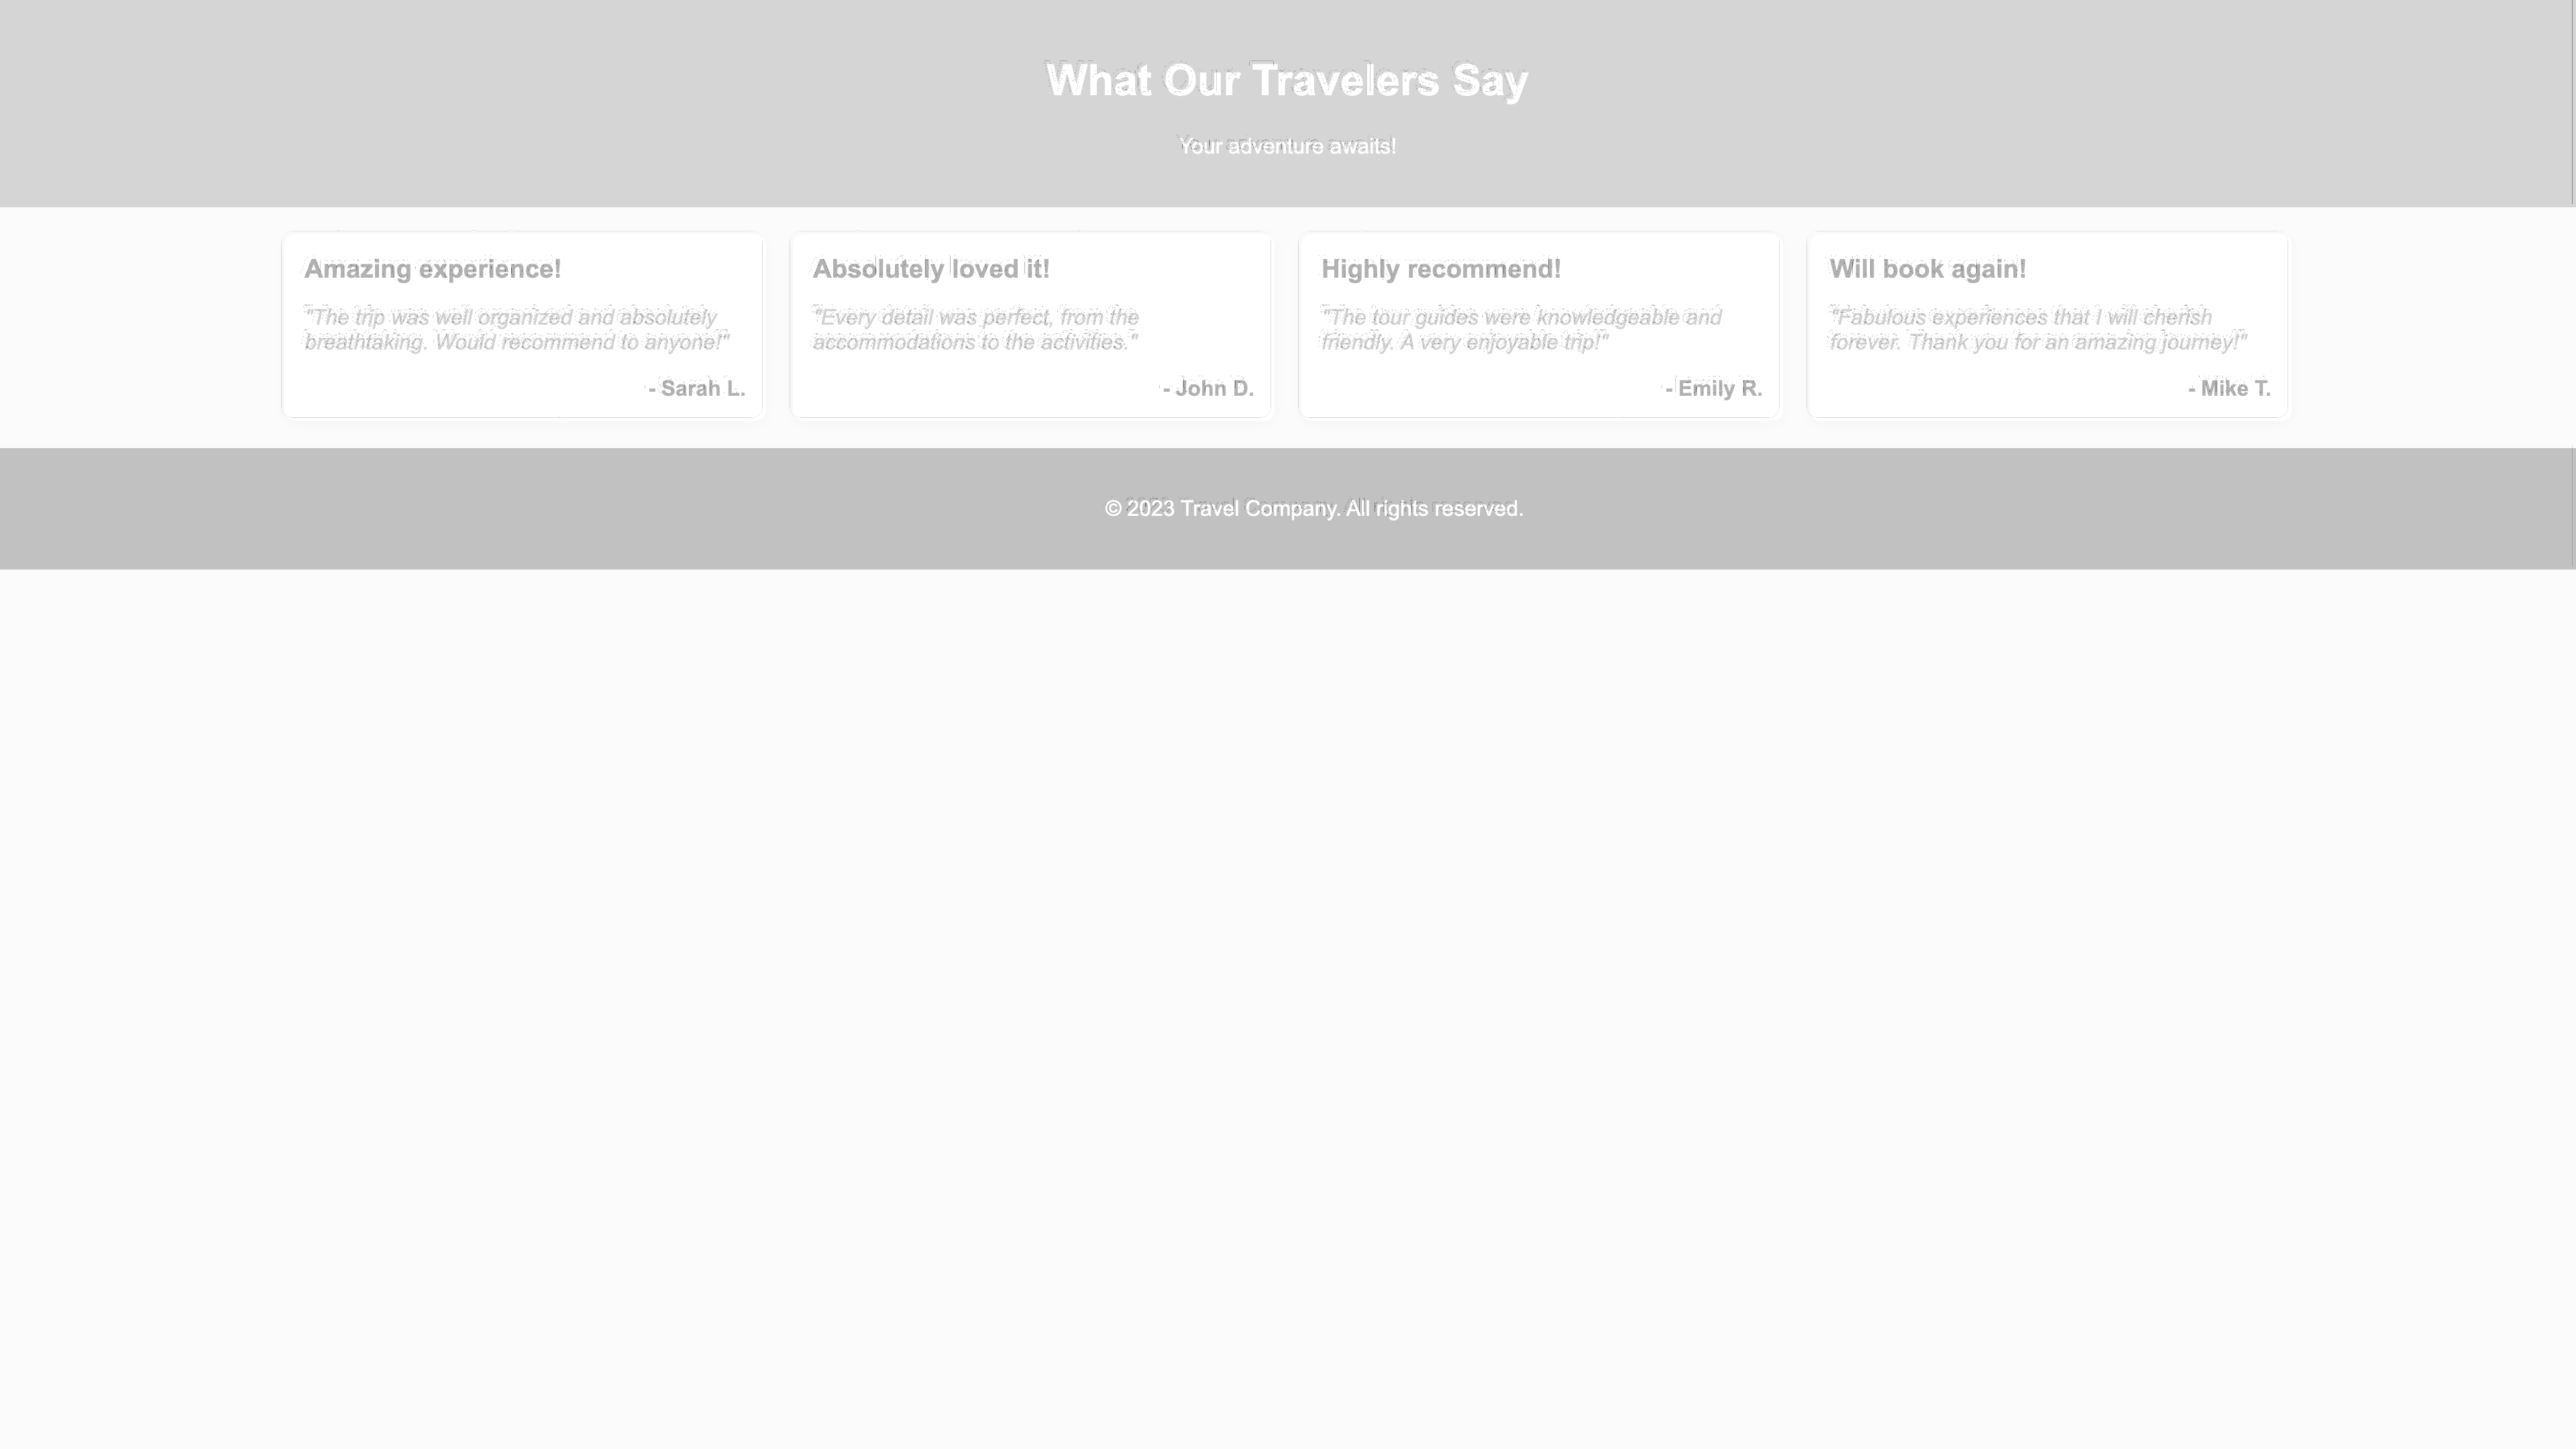 What Our Travelers Say
Your adventure awaits!
Amazing experience!
"The trip was well organized and absolutely
breathtaking. Would recommend to anyone!"
- Sarah L.
Absolutely loved it!
"Every detail was perfect, from the
accommodations to the activities."
- John D.
Highly recommend!
"The tour guides were knowledgeable and
friendly. A very enjoyable trip!"
- Emily R.
Will book again!
"Fabulous experiences that I will cherish
forever. Thank you for an amazing journey!"
- Mike T.
© 2023 Travel Company. All rights reserved.